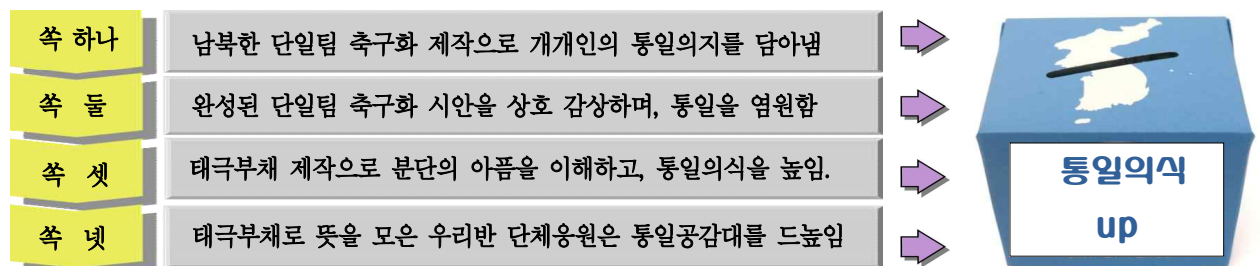 쏙 하나
남북한 단일팀 축구화 제작으로 개개인의 통일의지를 담아냄
쏙 둘
완성된 단일팀 축구화 시안을 상호 감상하며, 통일을 염원함
쏙 셋
태극부채 제작으로 분단의 아픔을 이해하고, 통일의식을 높임.
쏙 넷
태극부채로 뜻을 모은 우리반 단체응원은 통일공감대를 드높임
통일의식
up